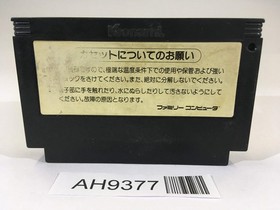 Konami
カセットについてのお願い
ですので、極端な温度条件下での使用や保管および強い
ックをさけてください。また、絶対に分解しないでください。
子部に手を触れたり、水にぬらしたりして汚さないようにして
ください。故障の原因となります。
ファミリーコンピュータ
AH9377